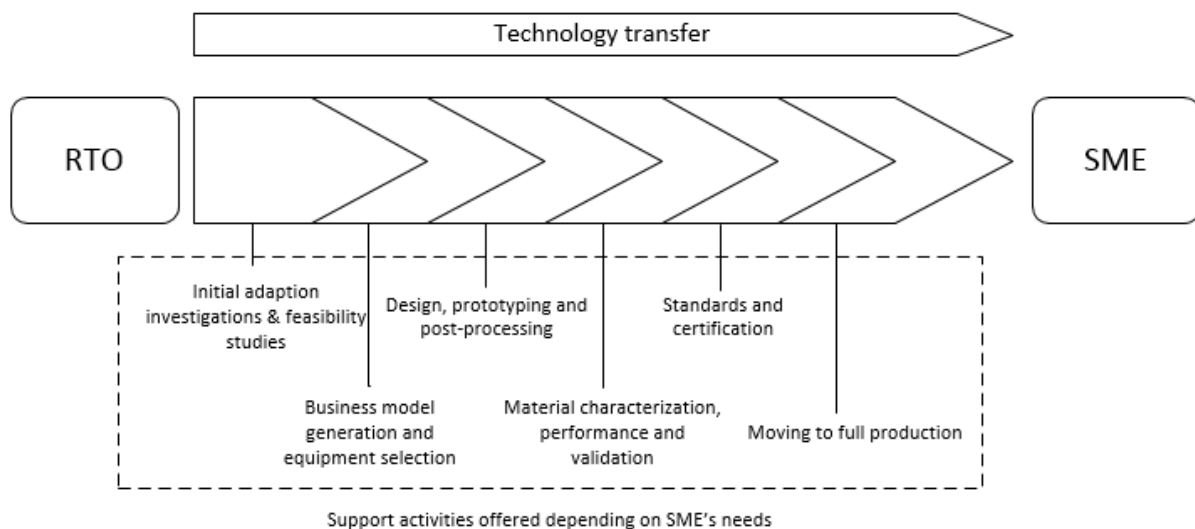 Technology transfer
RTO
SME
Initial adaption
investigations & feasibility
studies
Design, prototyping and
post-processing
Standards and
certification
Business model
generation and
equipment selection
Material characterization,
performance and
validation
Moving to full production
Support activities offered depending on SME's needs